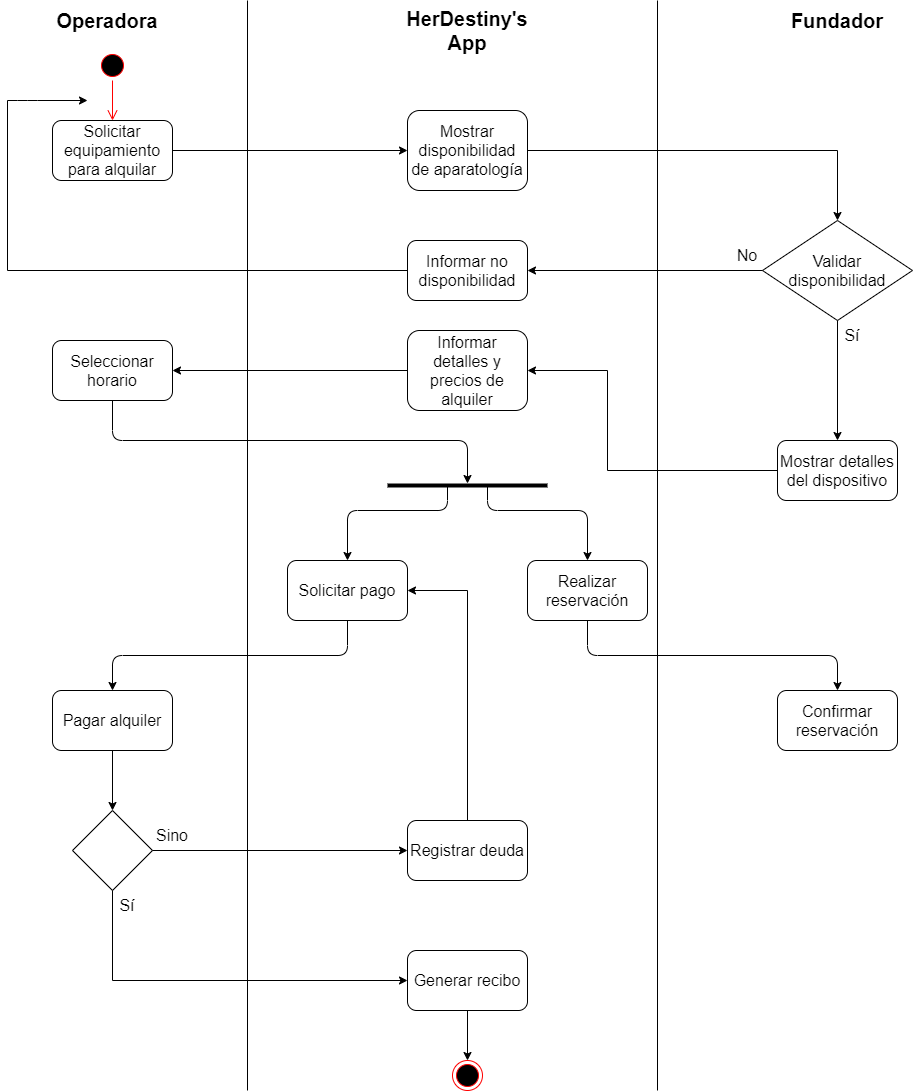 Operadora
HerDestiny's
App
Fundador
Solicitar
equipamiento
para alquilar
Mostrar
disponibilidad
de aparatología
Informar no
disponibilidad
No
Validar
disponibilidad
Sí
Seleccionar
horario
Informar
detalles y
precios de
alquiler
Mostrar detalles
del dispositivo
Solicitar pago
Realizar
reservación
Pagar alquiler
Confirmar
reservación
Sino
Registrar deuda
Sí
Generar recibo